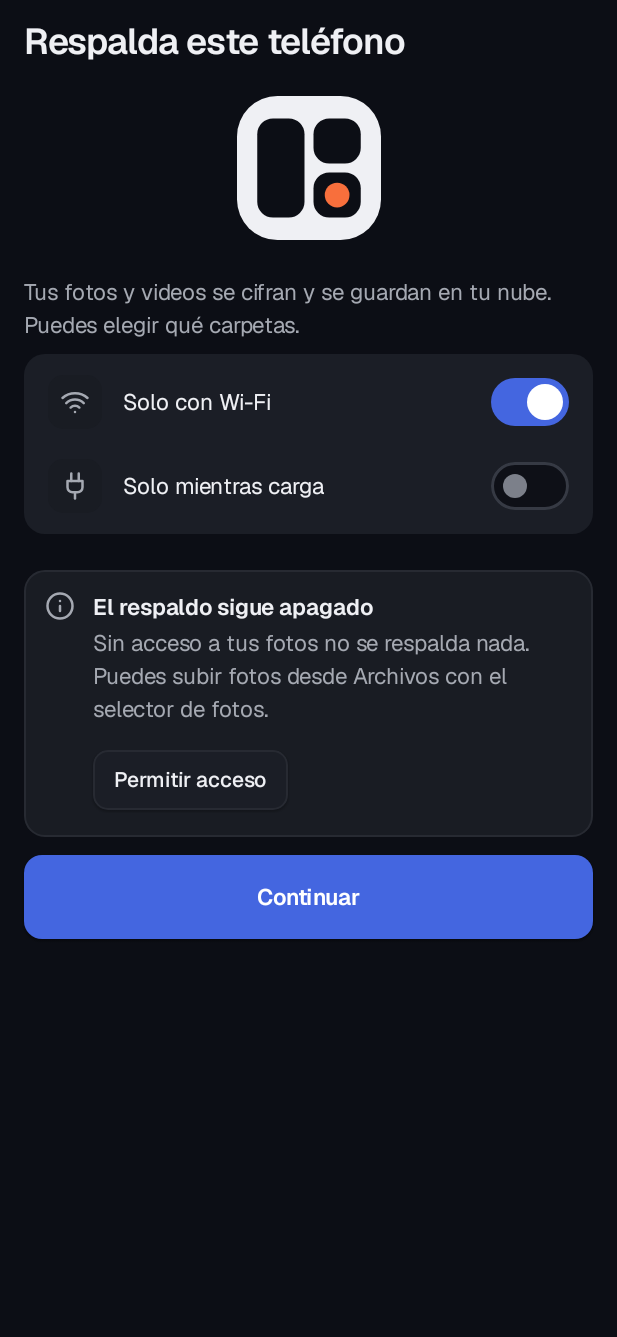 Respalda este teléfono
Tus fotos y videos se cifran y se guardan en tu nube.
Puedes elegir qué carpetas.
Solo con Wi-Fi
Solo mientras carga
El respaldo sigue apagado
Sin acceso a tus fotos no se respalda nada.
Puedes subir fotos desde Archivos con el
selector de fotos.
Permitir acceso
Continuar